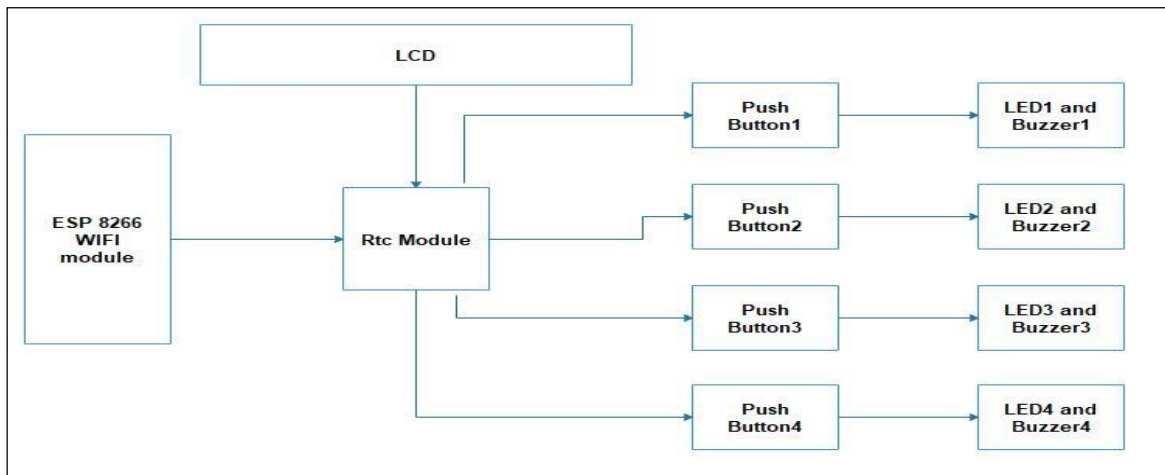 LCD
ESP 8266
WIFI
module
Rtc Module
Push
Button1
LED1 and
Buzzer1
Push
Button2
LED2 and
Buzzer2
Push
Button3
LED3 and
Buzzer3
Push
Button4
LED4 and
Buzzer4